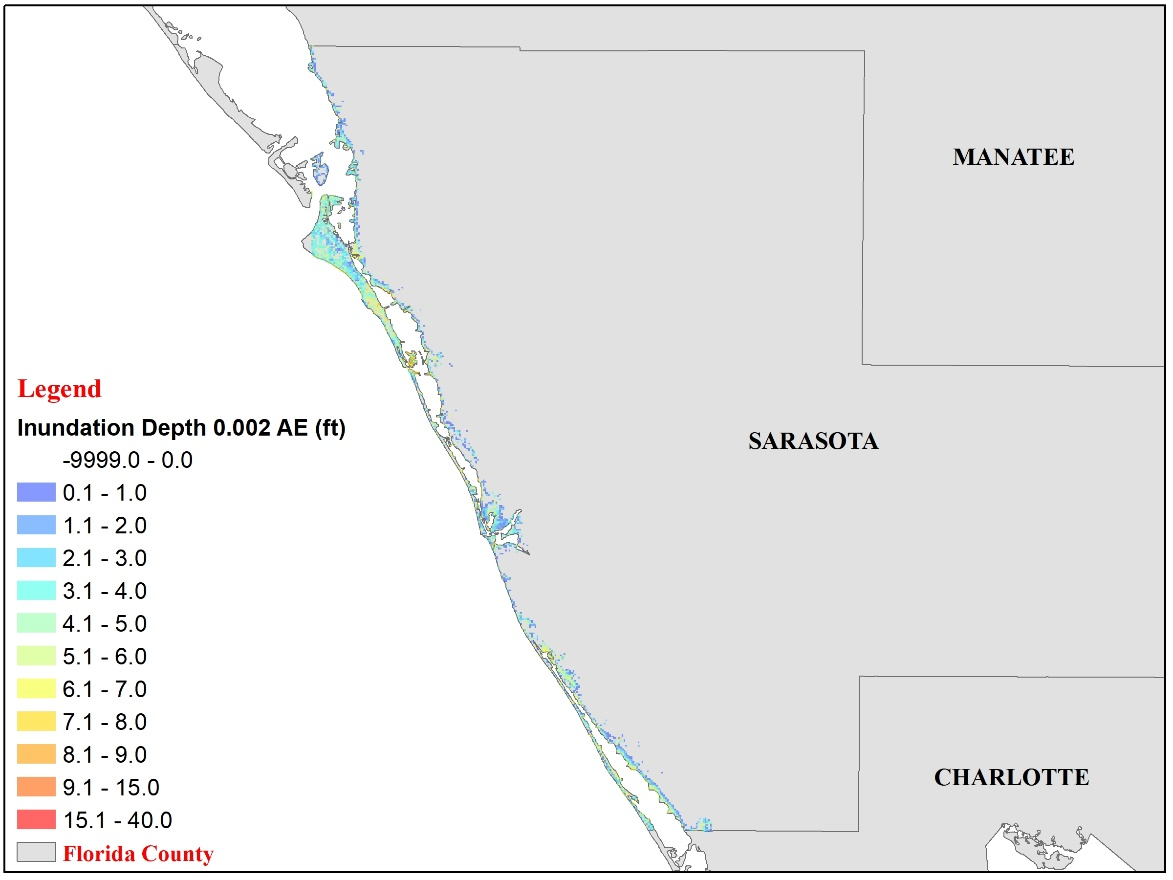 MANATEE
SARASOTA
CHARLOTTE
Legend
Inundation Depth 0.002 AE (ft)
-9999.0 - 0.0
0.1 - 1.0
1.1 - 2.0
2.1 - 3.0
3.1 - 4.0
4.1 - 5.0
5.1 - 6.0
6.1 - 7.0
7.1 - 8.0
8.1 - 9.0
9.1 - 15.0
15.1 - 40.0
Florida County